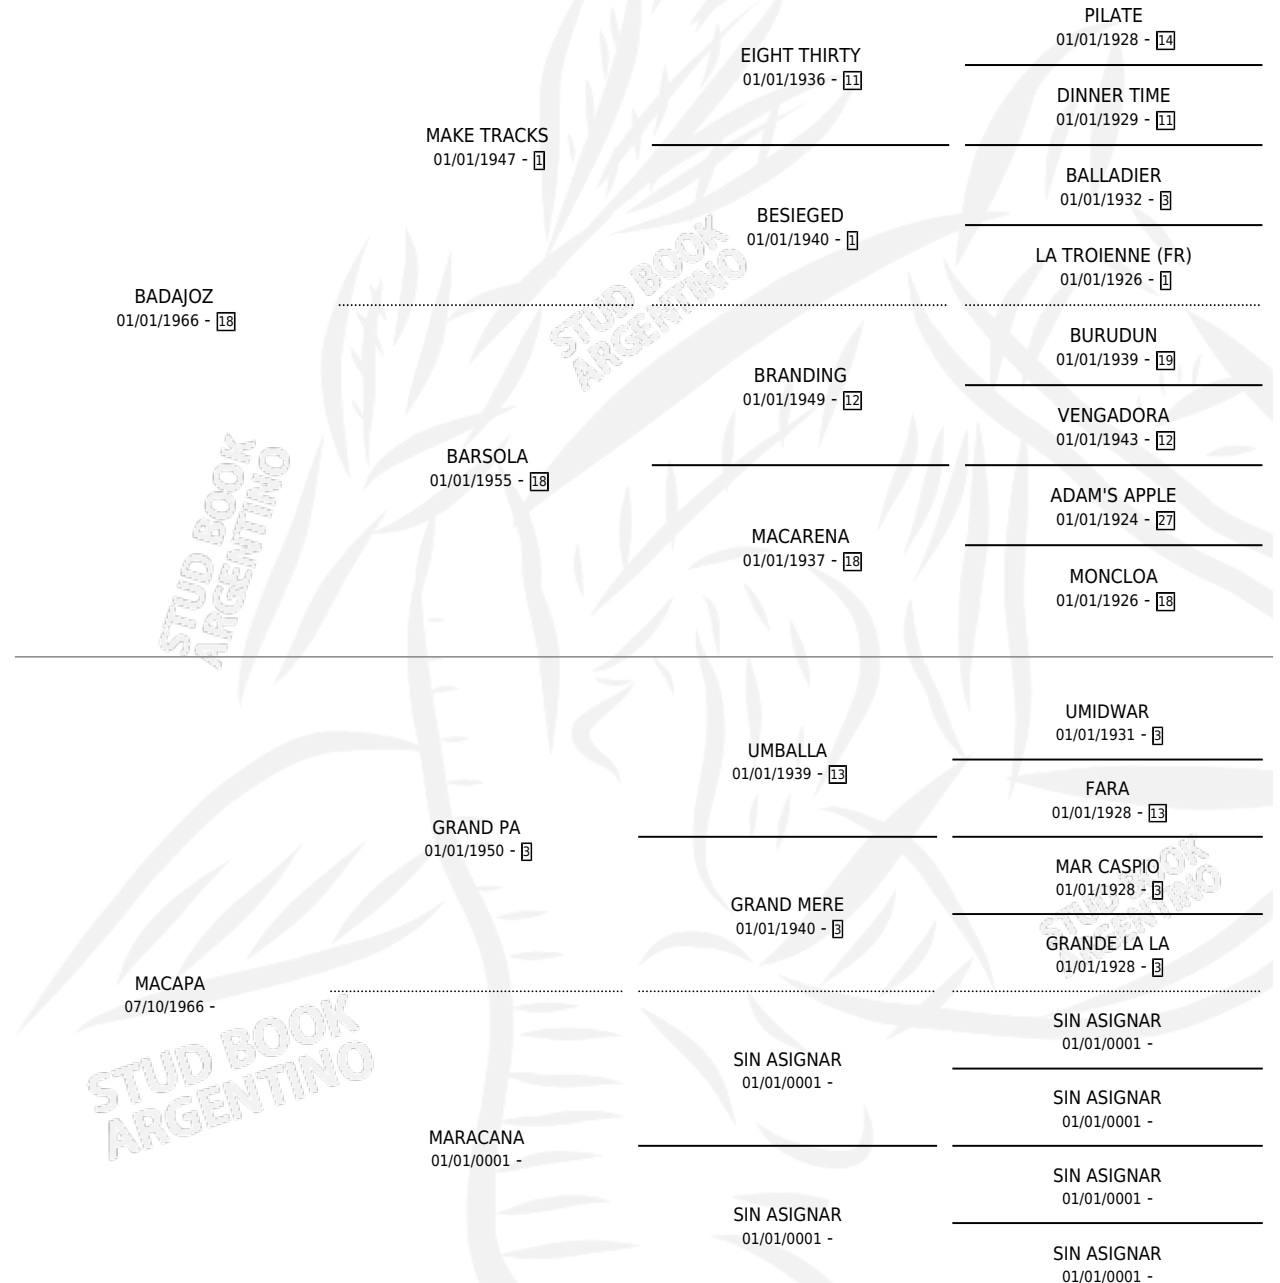 PILATE
01/01/1928 - 14
EIGHT THIRTY
01/01/1936 - 11
DINNER TIME
01/01/1929 - 11
MAKE TRACKS
01/01/1947 - 1
BALLADIER
01/01/1932 - 3
BESIEGED
01/01/1940 - 1
LA TROIENNE (FR)
01/01/1926 - 1
BADAJOZ
01/01/1966 - 18
BURUDUN
01/01/1939 - 19
BRANDING
01/01/1949 - 12
VENGADORA
01/01/1943 - 12
BARSOLA
01/01/1955 - 18
ADAM'S APPLE
01/01/1924 - 27
MACARENA
01/01/1937 - 18
MONCLOA
01/01/1926 - 18
UMIDWAR
01/01/1931 - 3
UMBALLA
01/01/1939 - 13
FARA
01/01/1928 - 13
GRAND PA
01/01/1950 - 3
MAR CASPIO
01/01/1928 - 3
GRAND MERE
01/01/1940 - 3
GRANDE LA LA
01/01/1928 - 3
MACAPA
07/10/1966 -
SIN ASIGNAR
01/01/0001 -
SIN ASIGNAR
01/01/0001 -
SIN ASIGNAR
01/01/0001 -
MARACANA
01/01/0001 -
SIN ASIGNAR
01/01/0001 -
SIN ASIGNAR
01/01/0001 -
SIN ASIGNAR
01/01/0001 -
STUD BOOK
ARGENTINO
STUD BOOK
ARGENTINO
STUD BOOK
ARGENTINO
STUD BOOK
ARGENTINO